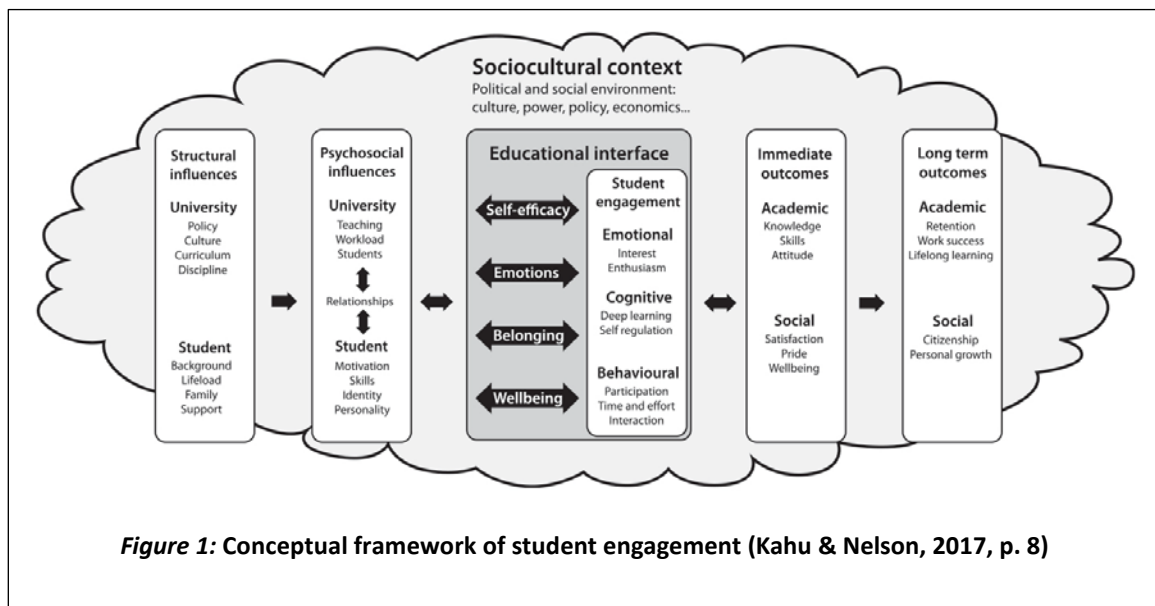 Sociocultural context
Political and social environment:
culture, power, policy, economics...
Structural
influences
University
Policy
Culture
Curriculum
Discipline
Student
Background
Lifeload
Family
Support
Psychosocial
influences
University
Teaching
Workload
Students
Relationships
Student
Motivation
Skills
Identity
Personality
Educational interface
Self-efficacy
Emotions
Belonging
Wellbeing
Student
engagement
Emotional
Interest
Enthusiasm
Cognitive
Deep learning
Self regulation
Behavioural
Participation
Time and effort
Interaction
Immediate
outcomes
Academic
Knowledge
Skills
Attitude
Social
Satisfaction
Pride
Wellbeing
Long term
outcomes
Academic
Retention
Work success
Lifelong learning
Social
Citizenship
Personal growth
Figure 1: Conceptual framework of student engagement (Kahu & Nelson, 2017, p. 8)